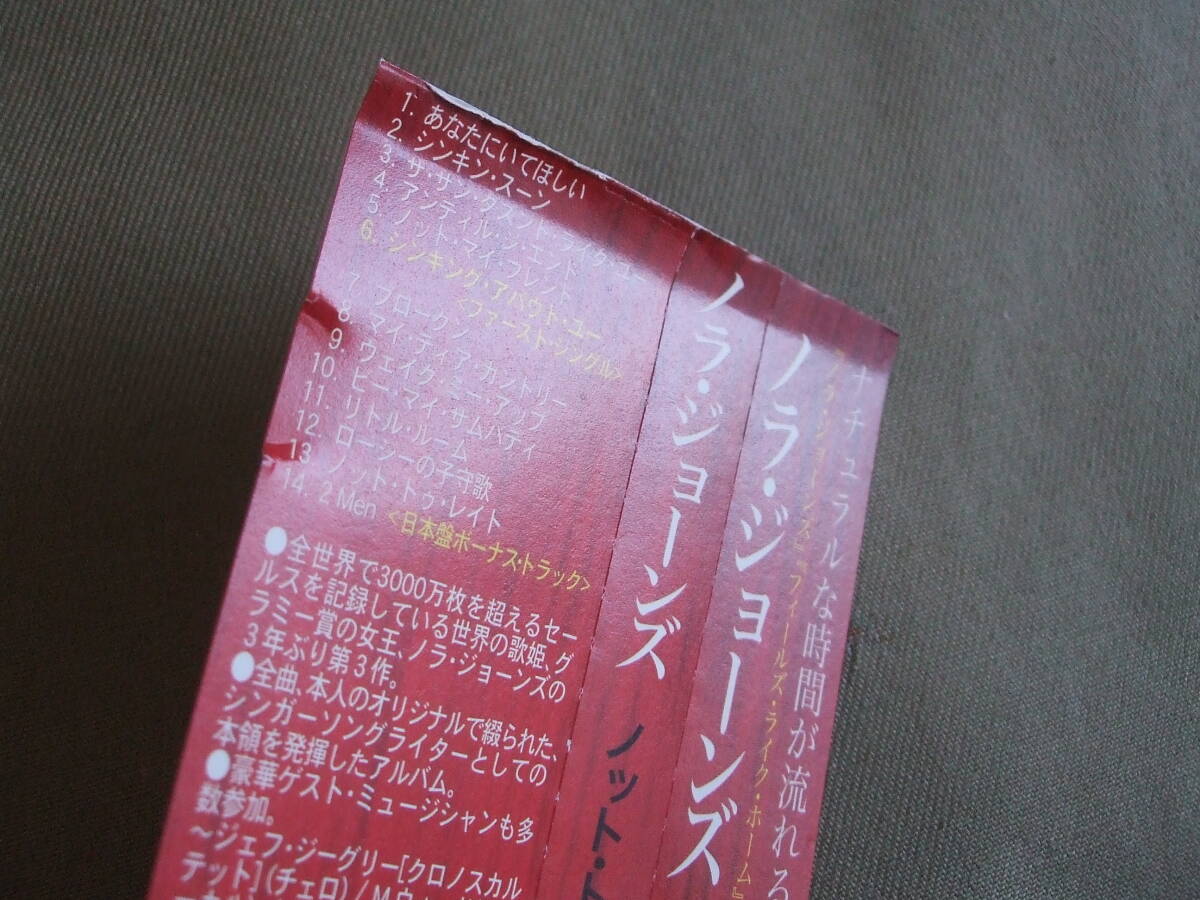 1. あなたにいてほしい
2. シンキン・スーン
3. ザ・サン・ダズント・ライク・ユー
4. アンティル・ジ・エンド
5. ノット・マイ・フレンド
6. シンキング・アバウト・ユー
<ファースト・シングル>
7. ブロークン
8. マイ・ディア・カントリー
9. ウェイク・ミー・アップ
10. ビー・マイ・サムバディ
11. リトル・ルーム
12. ロージーの子守歌
13. ノット・トゥ・レイト
14. 2 Men <日本盤ボーナス・トラック>
●全世界で3000万枚を超えるセー
ルスを記録している世界の歌姫、グ
ラミー賞の女王、ノラ・ジョーンズの
3年ぶり第3作。
●全曲、本人のオリジナルで綴られた、
シンガーソングライターとしての
本領を発揮したアルバム。
●豪華ゲスト・ミュージシャンも多
数参加。
～ジェフ・ジーグリー[クロノスカル
テット](チェロ)/M
ノラ・ジョーンズ ノット・ト
ノラ・ジョーンズ
『ノラ・ジョーンズ』『フィールズ・ライク・ホーム』
ナチュラルな時間が流れる